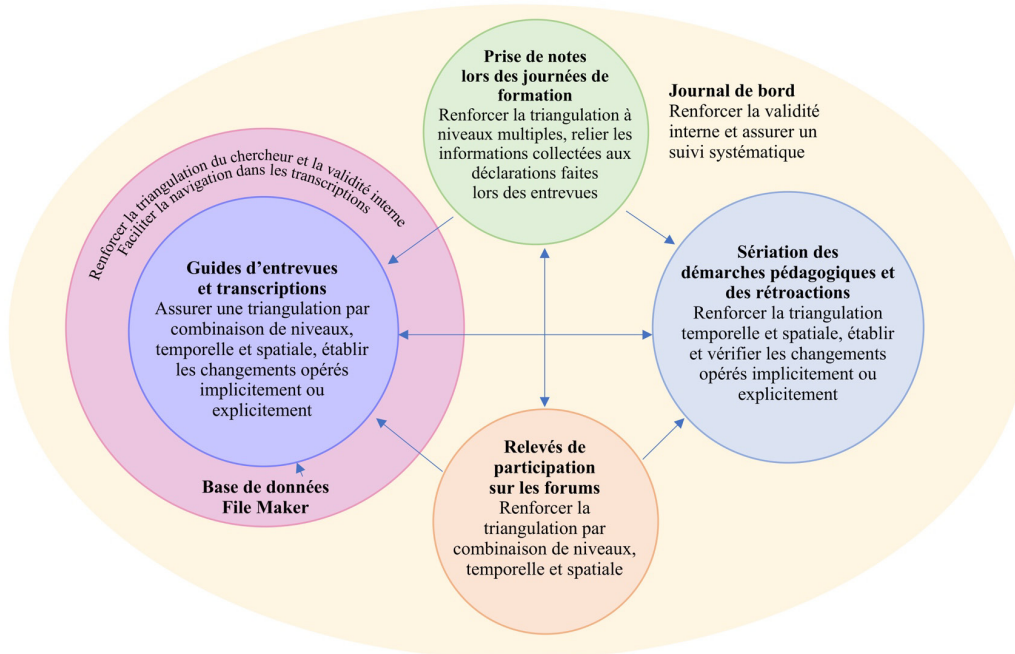 Prise de notes
lors des journées de
formation
Renforcer la triangulation à
niveaux multiples, relier les
informations collectées aux
déclarations faites
lors des entrevues
Journal de bord
Renforcer la validité
interne et assurer un
suivi systématique
Renforcer la triangulation du chercheur et la validité interne
Faciliter la navigation dans les transcriptions
Guides d’entrevues
et transcriptions
Assurer une triangulation par
combinaison de niveaux,
temporelle et spatiale, établir
les changements opérés
implicitement ou
explicitement
Base de données
File Maker
Sériation des
démarches pédagogiques et
des rétroactions
Renforcer la triangulation
temporelle et spatiale, établir
et vérifier les changements
opérés implicitement ou
explicitement
Relevés de
participation
sur les forums
Renforcer la
triangulation par
combinaison de niveaux,
temporelle et spatiale